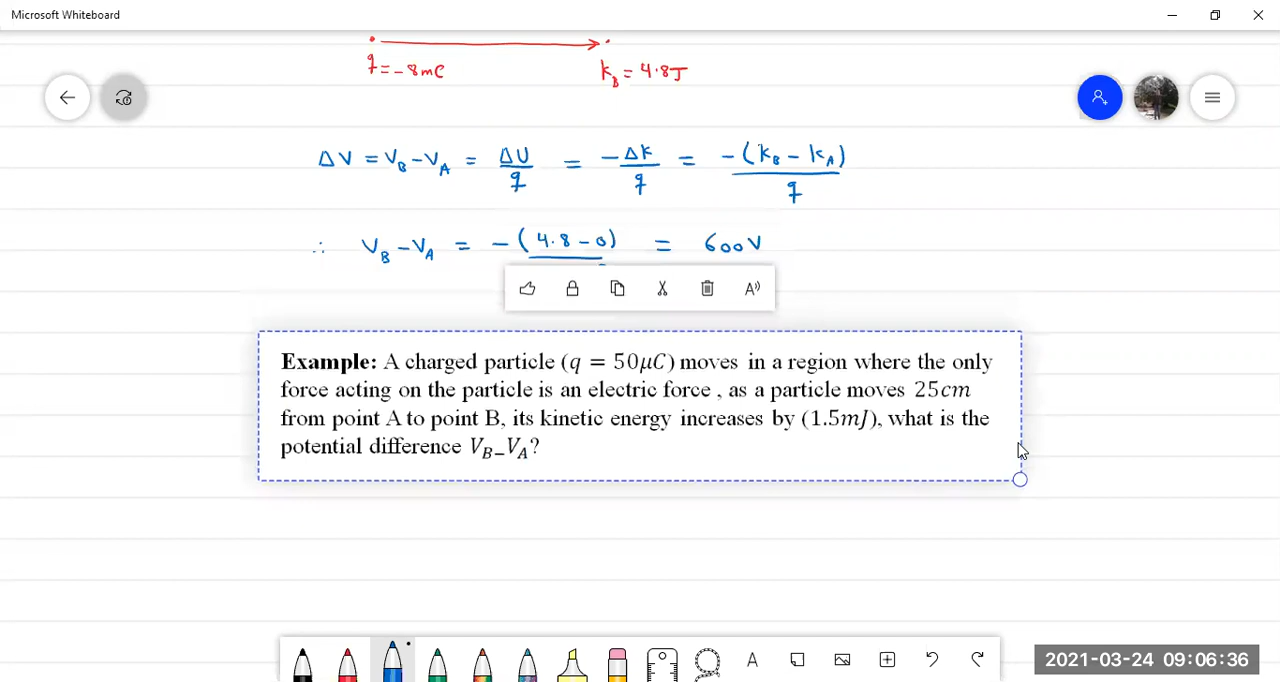 Microsoft Whiteboard
q = -8mC
K_B = 4.8J
ΔV = V_B - V_A = ΔU/q = -ΔK/q = -(K_B - K_A)/q
∴ V_B - V_A = -(4.8 - 0) = 600V
Example: A charged particle (q = 50μC) moves in a region where the only
force acting on the particle is an electric force , as a particle moves 25cm
from point A to point B, its kinetic energy increases by (1.5mJ), what is the
potential difference V_B_V_A?
2021-03-24 09:06:36